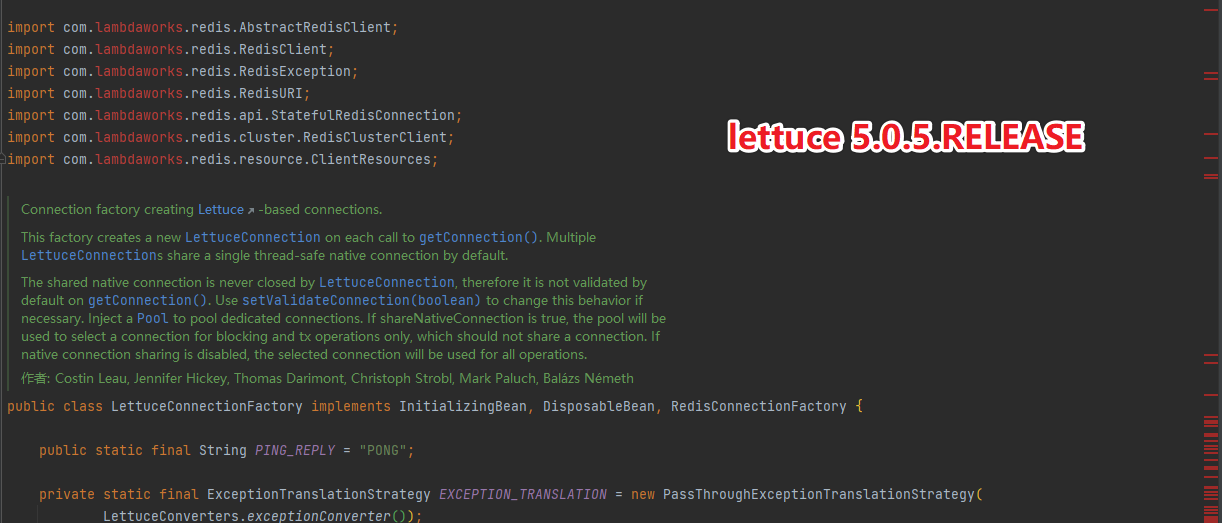 import com.lambdaworks.redis.AbstractRedisClient;
import com.lambdaworks.redis.RedisClient;
import com.lambdaworks.redis.RedisException;
import com.lambdaworks.redis.RedisURI;
import com.lambdaworks.redis.api.StatefulRedisConnection;
import com.lambdaworks.redis.cluster.RedisClusterClient;
import com.lambdaworks.redis.resource.ClientResources;
lettuce 5.0.5.RELEASE
Connection factory creating Lettuce ↗ -based connections.
This factory creates a new LettuceConnection on each call to getConnection(). Multiple
LettuceConnections share a single thread-safe native connection by default.
The shared native connection is never closed by LettuceConnection, therefore it is not validated by
default on getConnection(). Use setValidateConnection(boolean) to change this behavior if
necessary. Inject a Pool to pool dedicated connections. If shareNativeConnection is true, the pool will be
used to select a connection for blocking and tx operations only, which should not share a connection. If
native connection sharing is disabled, the selected connection will be used for all operations.
作者: Costin Leau, Jennifer Hickey, Thomas Darimont, Christoph Strobl, Mark Paluch, Balázs Németh
public class LettuceConnectionFactory implements InitializingBean, DisposableBean, RedisConnectionFactory {
public static final String PING_REPLY = "PONG";
private static final ExceptionTranslationStrategy EXCEPTION_TRANSLATION = new PassThroughExceptionTranslationStrategy(
LettuceConverters.exceptionConverter());